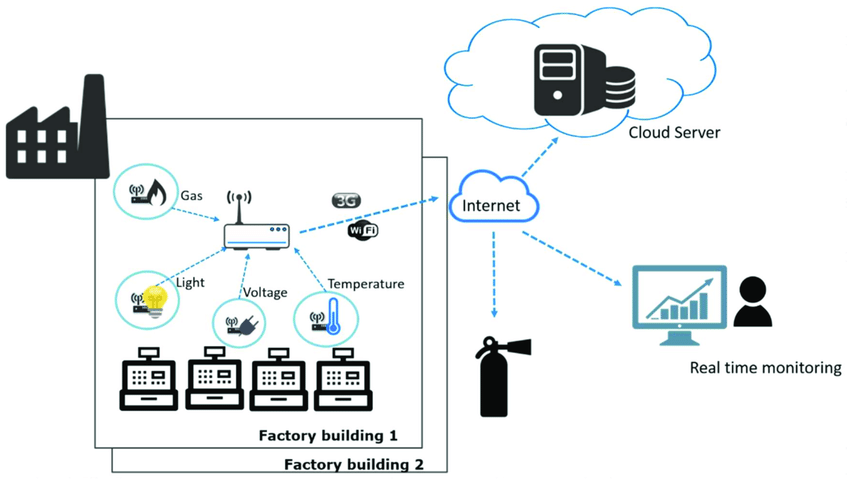 Cloud Server
Gas
3G
WiFi
Internet
Light
Voltage
Temperature
Real time monitoring
Factory building 1
Factory building 2